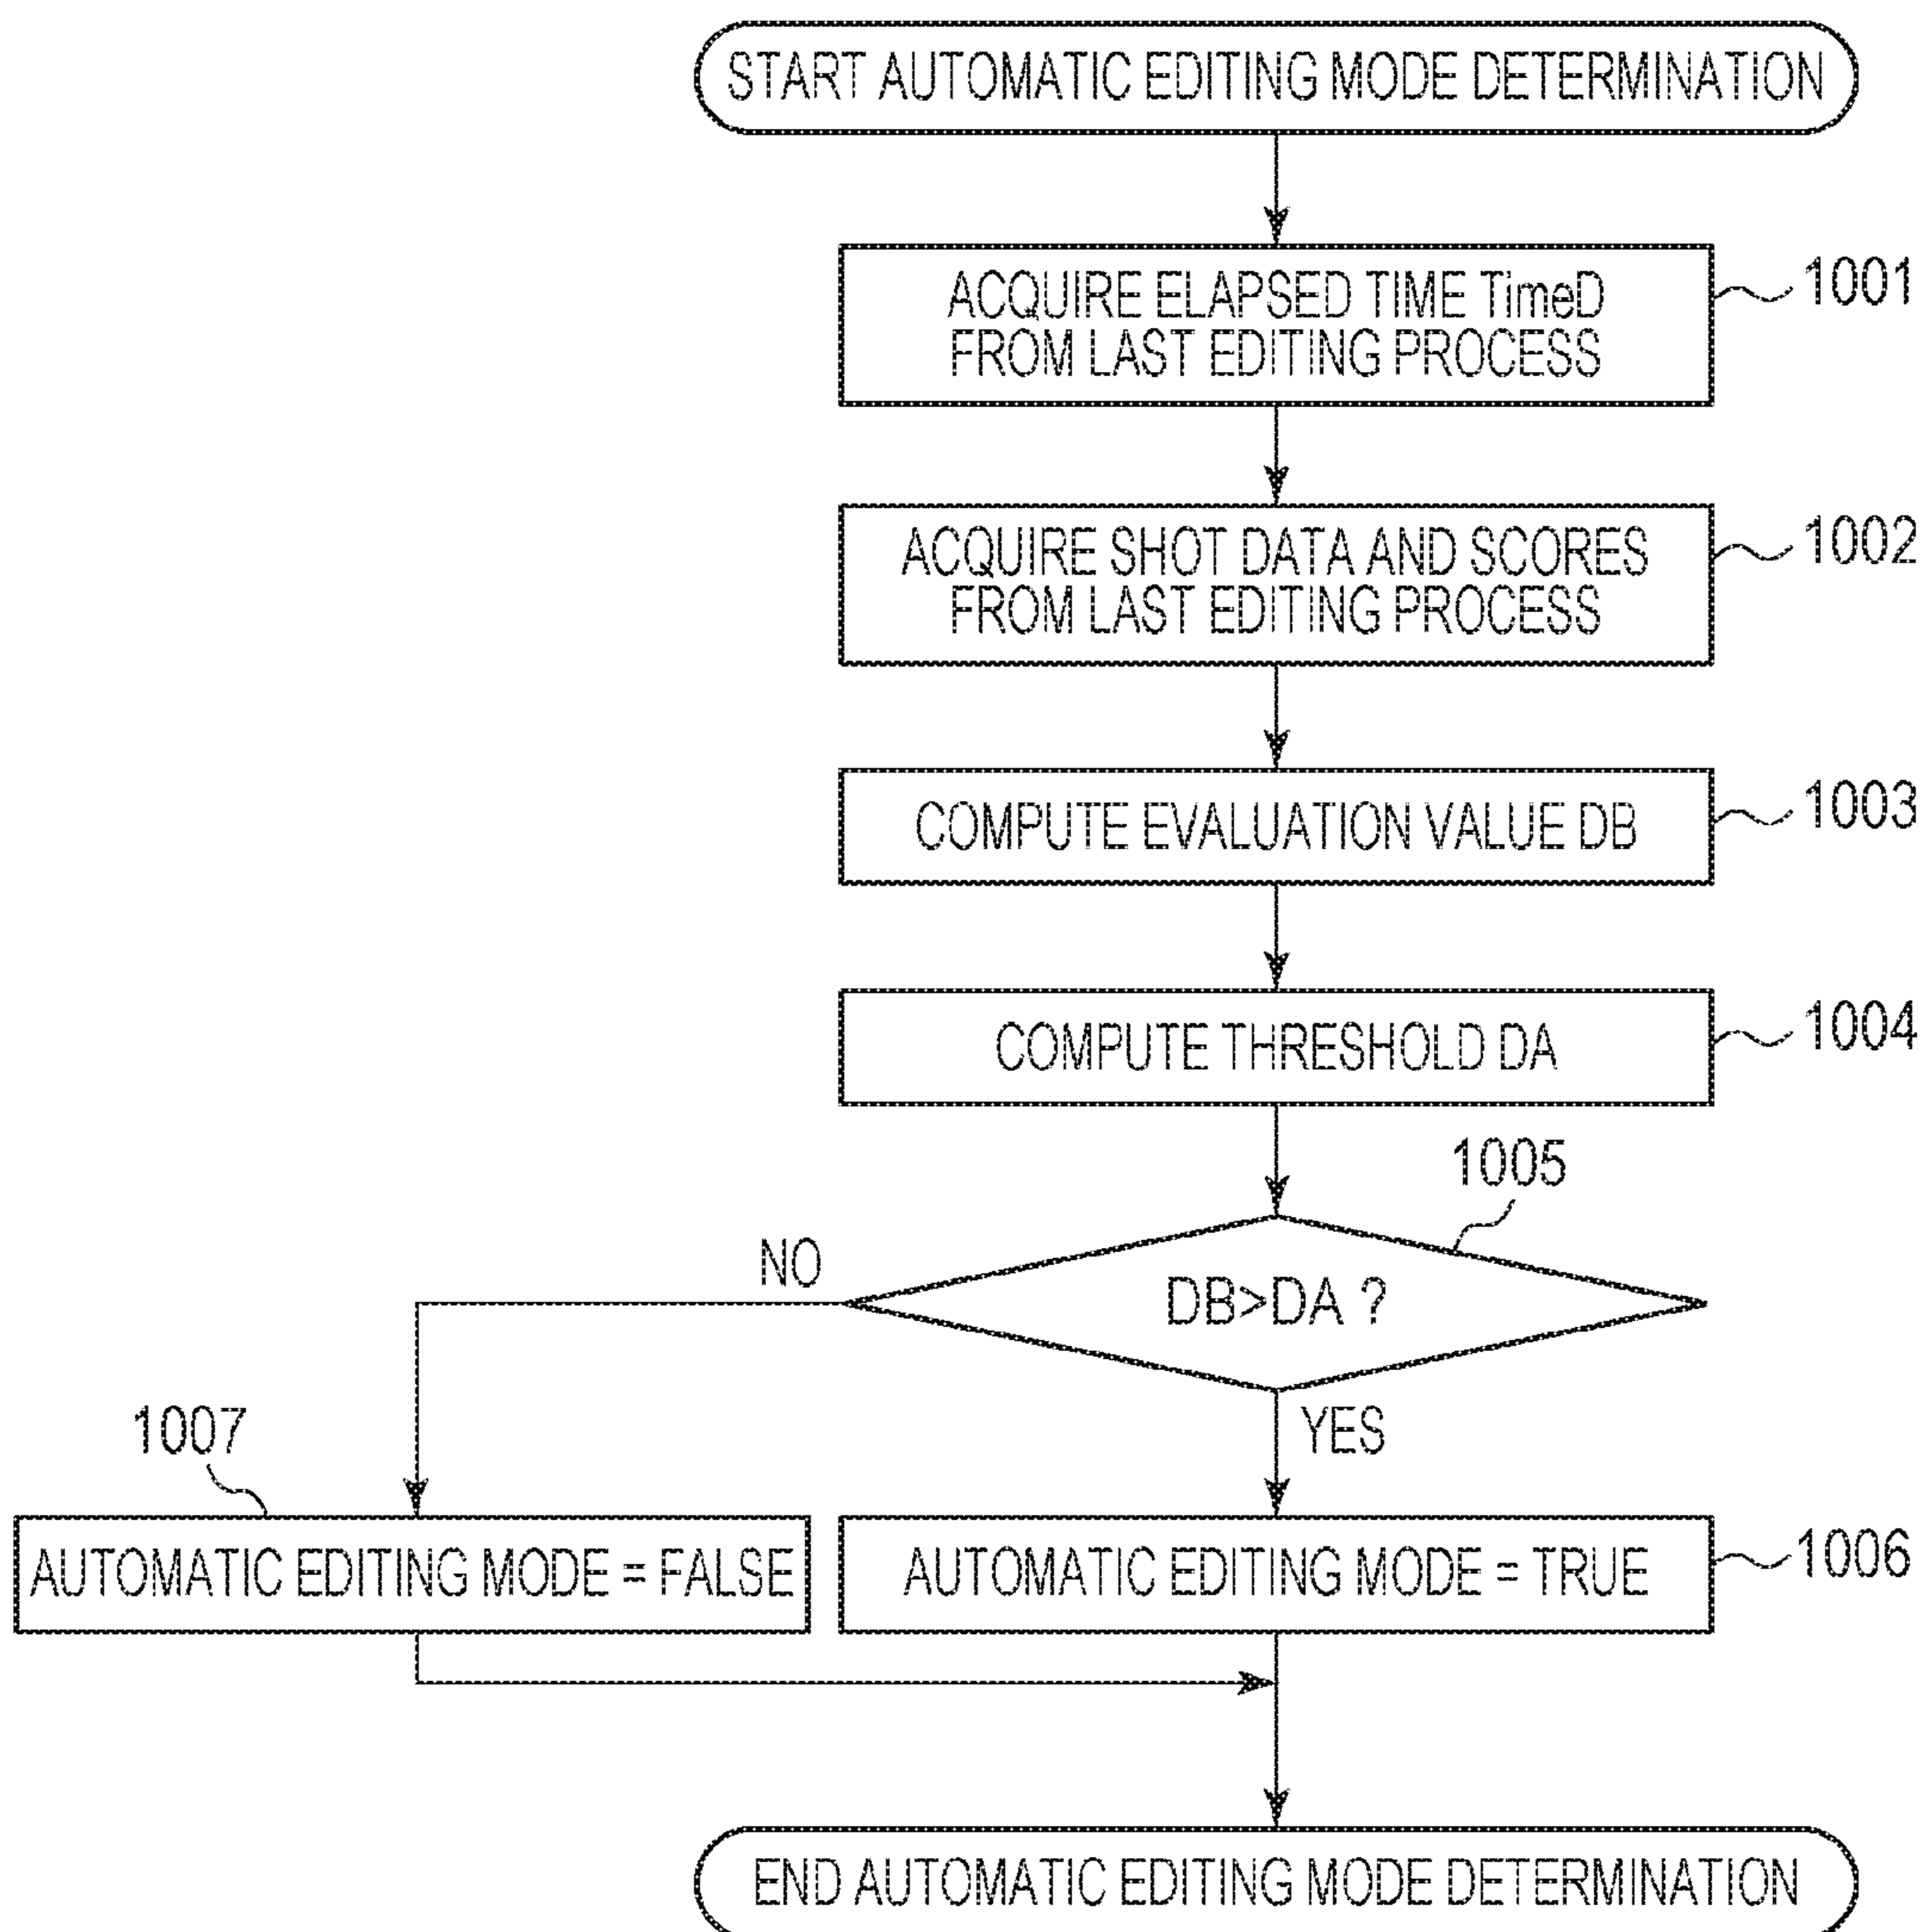 START AUTOMATIC EDITING MODE DETERMINATION
ACQUIRE ELAPSED TIME TimeD
FROM LAST EDITING PROCESS
1001
ACQUIRE SHOT DATA AND SCORES
FROM LAST EDITING PROCESS
1002
COMPUTE EVALUATION VALUE DB
1003
COMPUTE THRESHOLD DA
1004
1005
DB>DA ?
NO
YES
1007
AUTOMATIC EDITING MODE = FALSE
AUTOMATIC EDITING MODE = TRUE
1006
END AUTOMATIC EDITING MODE DETERMINATION